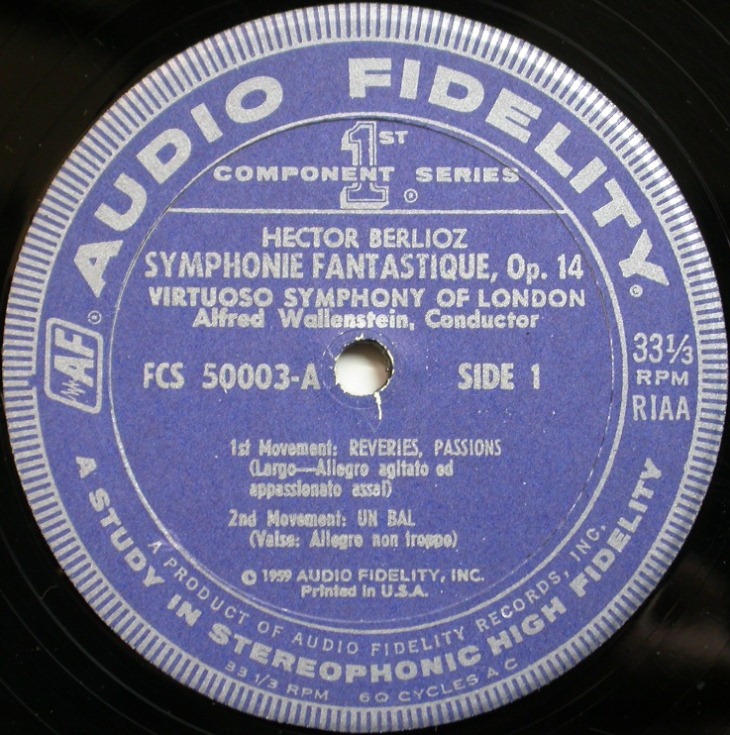 AUDIO FIDELITY®
1ST
COMPONENT SERIES®
HECTOR BERLIOZ
SYMPHONIE FANTASTIQUE, Op. 14
VIRTUOSO SYMPHONY OF LONDON
Alfred Wallenstein, Conductor
AF®
FCS 50003-A
SIDE 1
33⅓
RPM
RIAA
1st Movement: REVERIES, PASSIONS
(Largo—Allegro agitato ed
appassionato assai)
2nd Movement: UN BAL
(Valse: Allegro non troppo)
© 1959 AUDIO FIDELITY, INC.
Printed in U.S.A.
A PRODUCT OF AUDIO FIDELITY RECORDS, INC.
A STUDY IN STEREOPHONIC HIGH FIDELITY
33 1/3 RPM 60 CYCLES AC